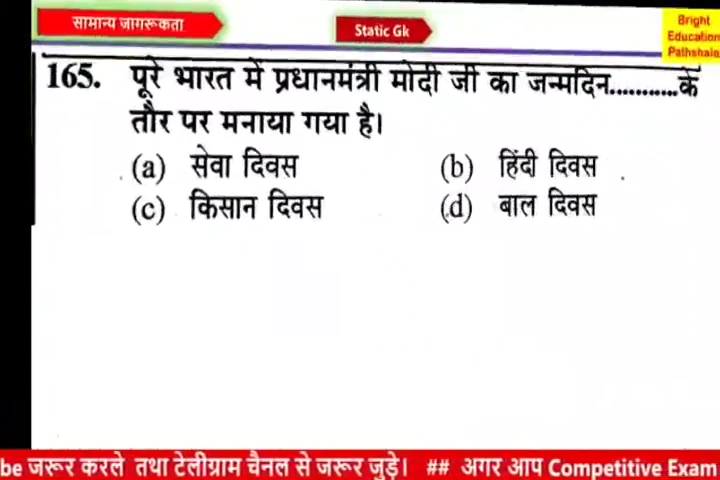 सामान्य जागरूकता
Static Gk
Bright
Education
Pathshala
165. पूरे भारत में प्रधानमंत्री मोदी जी का जन्मदिन...........के
तौर पर मनाया गया है।
(a) सेवा दिवस (b) हिंदी दिवस
(c) किसान दिवस (d) बाल दिवस
be जरूर करले तथा टेलीग्राम चैनल से जरूर जुड़े। ## अगर आप Competitive Exam